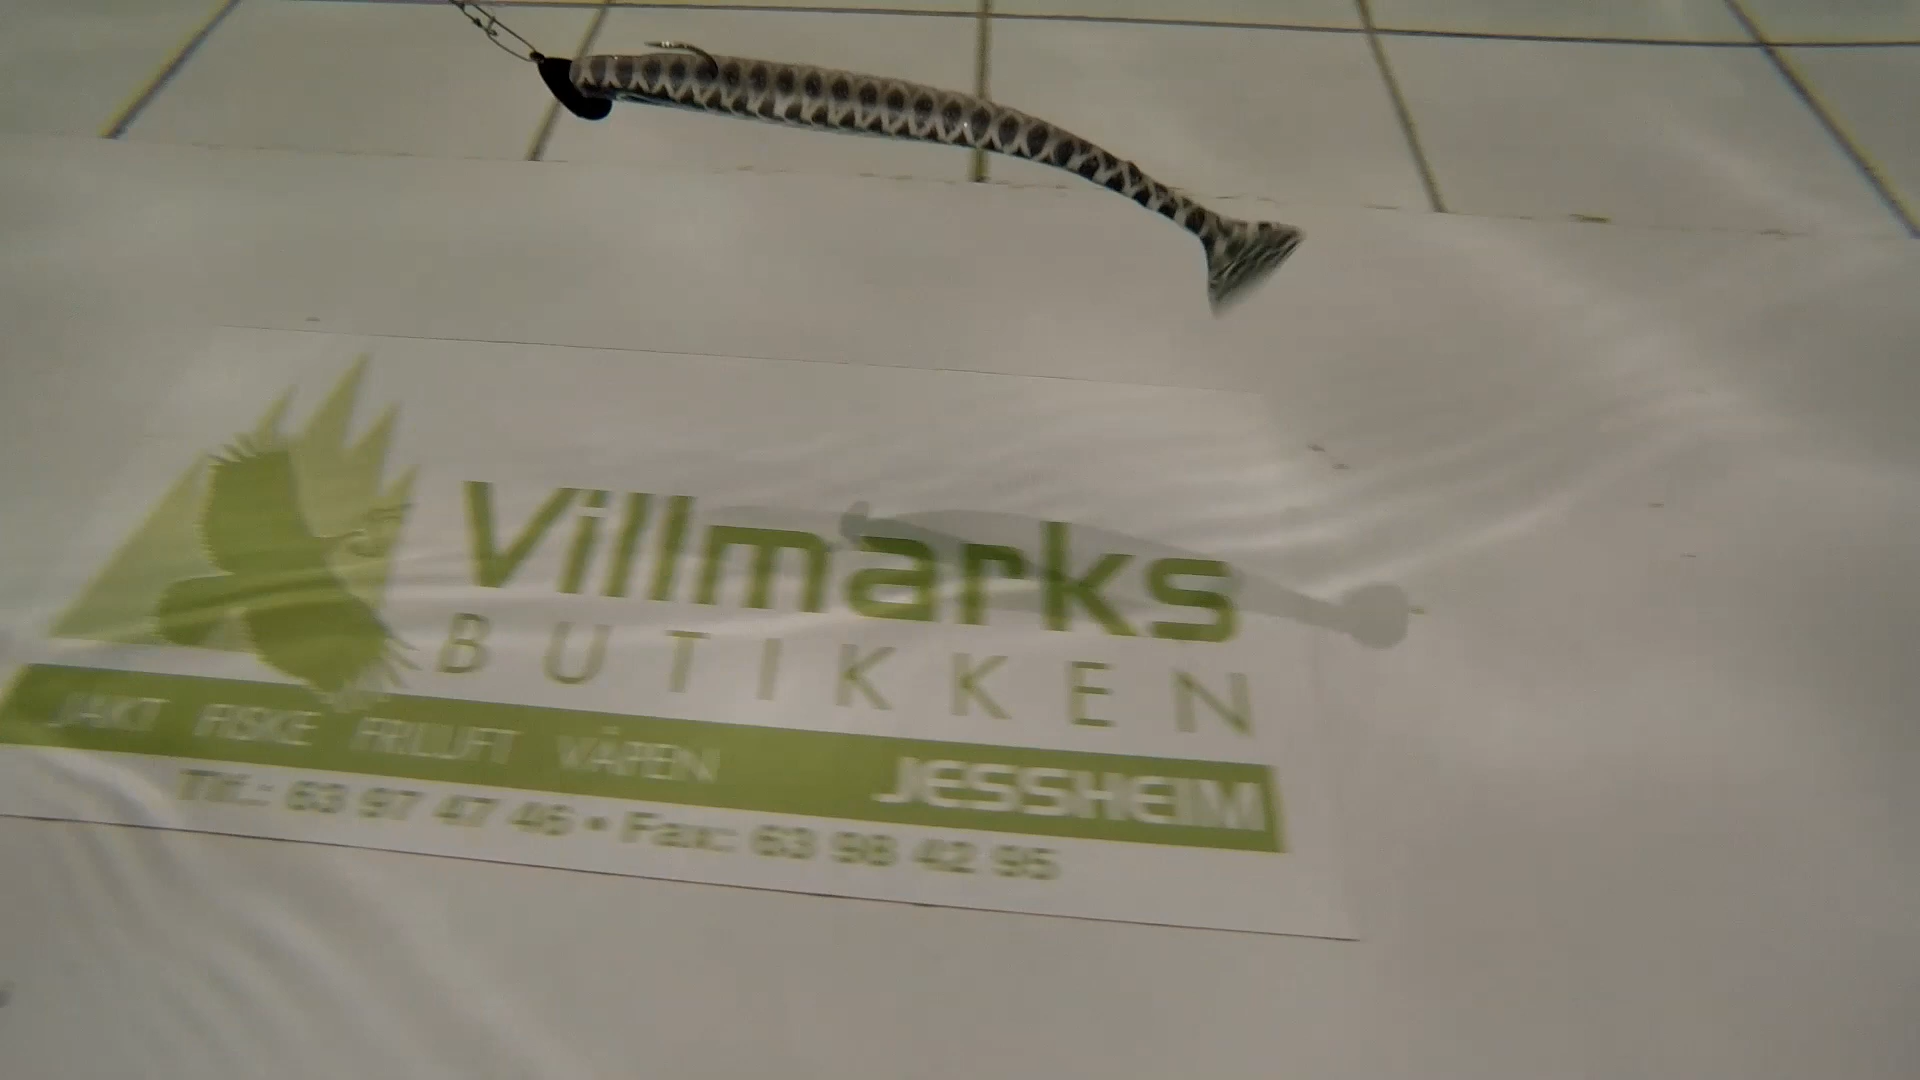 Villmarks
BUTIKKEN
JAKT FISKE FRILUFT VÅPEN JESSHEIM
Tlf.: 63 97 47 46 • Fax: 63 98 42 95